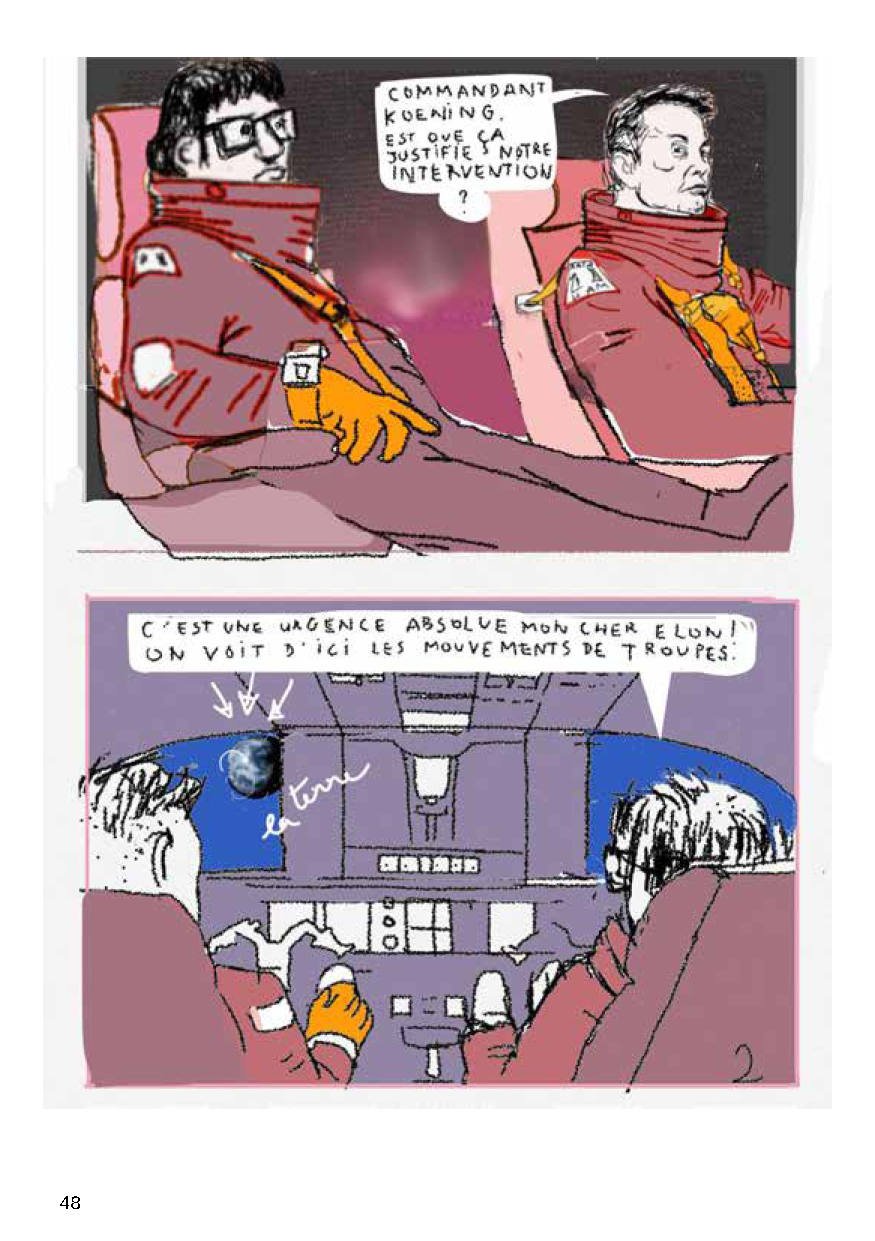 COMMANDANT
KOENING.
EST QUE ÇA
JUSTIFIE NOTRE
INTERVENTION
?
C'EST UNE URGENCE ABSOLUE MON CHER ELON!
ON VOIT D'ICI LES MOUVEMENTS DE TROUPES.
la terre
2
48